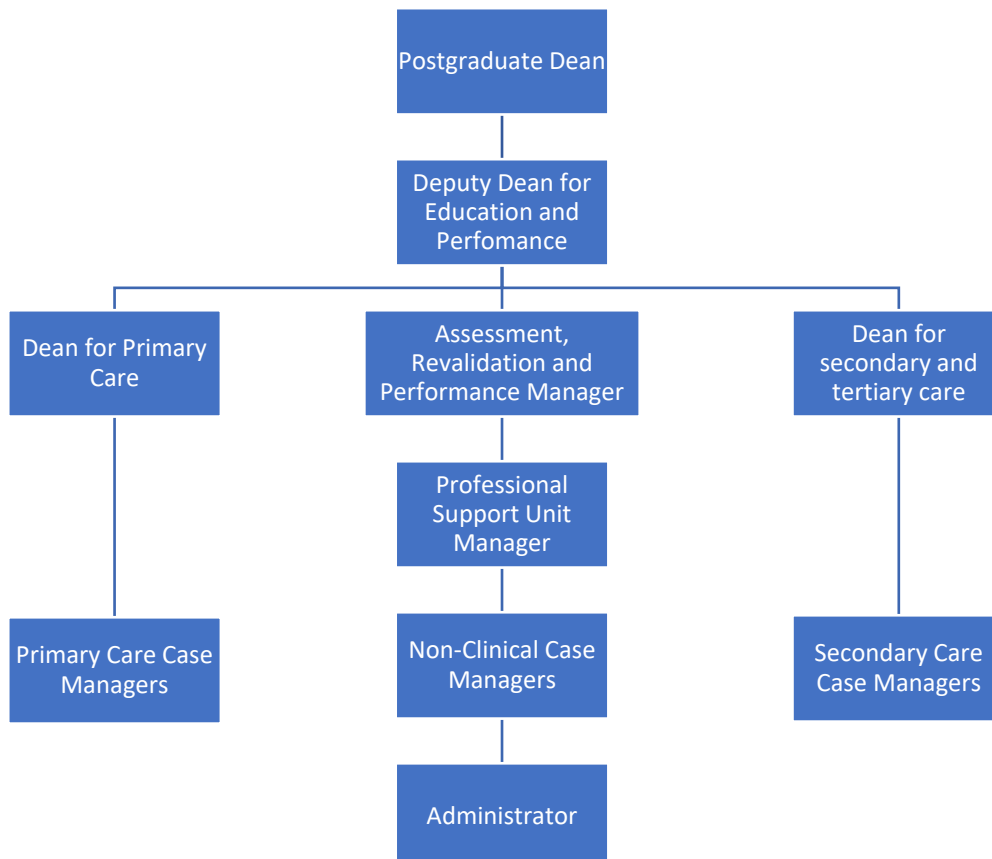 Postgraduate Dean
Deputy Dean for
Education and
Perfomance
Dean for Primary
Care
Assessment,
Revalidation and
Performance Manager
Dean for
secondary and
tertiary care
Professional
Support Unit
Manager
Primary Care Case
Managers
Non-Clinical Case
Managers
Secondary Care
Case Managers
Administrator